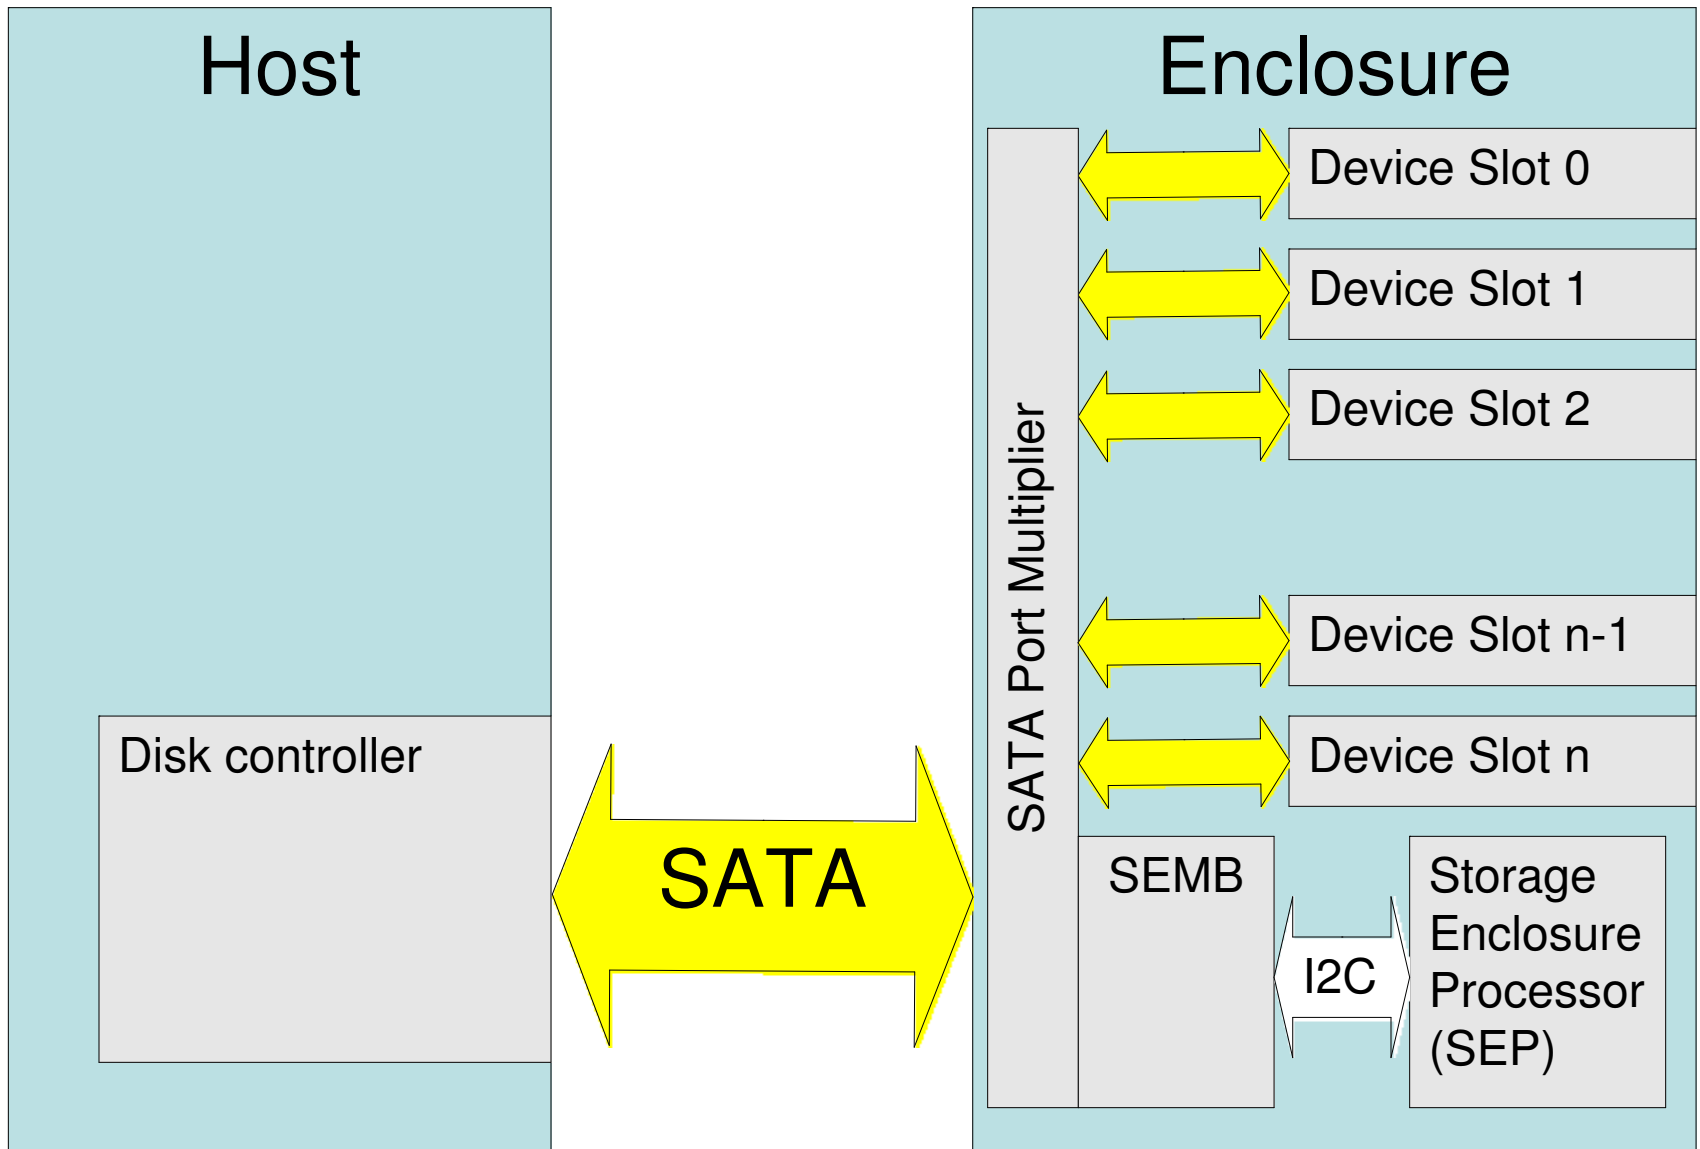 Host
Enclosure
Device Slot 0
Device Slot 1
Device Slot 2
SATA Port Multiplier
Device Slot n-1
Device Slot n
Disk controller
SATA
SEMB
I2C
Storage
Enclosure
Processor
(SEP)